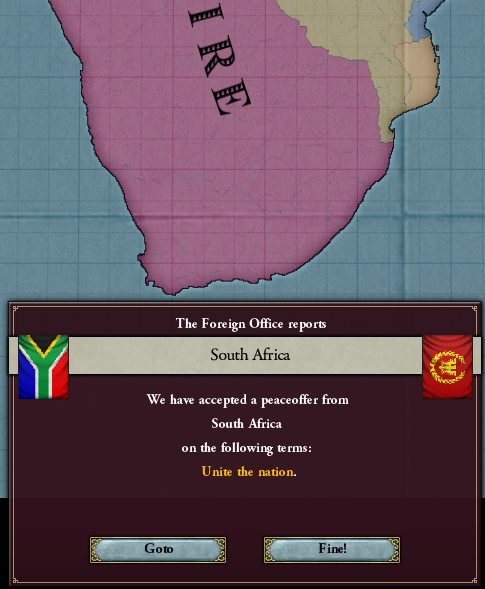 IRE
The Foreign Office reports
South Africa
We have accepted a peaceoffer from
South Africa
on the following terms:
Unite the nation.
Goto
Fine!